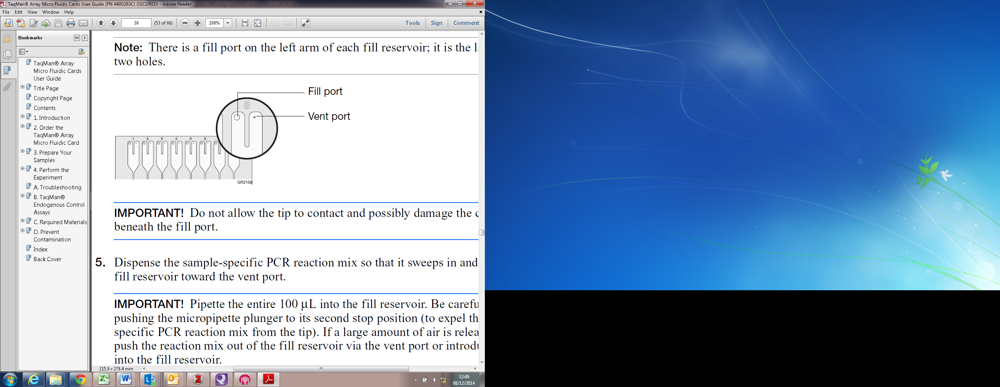 TaqMan® Array Micro Fluidic Cards User Guide (PN 4400263C) (SECURED) - Adobe Reader
File Edit View Window Help
38 (53 of 86) 200% Tools Sign Comment
Bookmarks
TaqMan® Array
Micro Fluidic Cards
User Guide
Title Page
Copyright Page
Contents
1. Introduction
2. Order the
TaqMan® Array
Micro Fluidic Card
3. Prepare Your
Samples
4. Perform the
Experiment
A. Troubleshooting
B. TaqMan®
Endogenous Control
Assays
C. Required Materials
D. Prevent
Contamination
Index
Back Cover
Note: There is a fill port on the left arm of each fill reservoir; it is the
two holes.
Fill port
8
Vent port
1 2 3 4 5 6
GR2158
IMPORTANT! Do not allow the tip to contact and possibly damage the
beneath the fill port.
5. Dispense the sample-specific PCR reaction mix so that it sweeps in and
fill reservoir toward the vent port.
IMPORTANT! Pipette the entire 100 µL into the fill reservoir. Be carefu
pushing the micropipette plunger to its second stop position (to expel th
specific PCR reaction mix from the tip). If a large amount of air is relea
push the reaction mix out of the fill reservoir via the vent port or introdu
into the fill reservoir.
215.9 x 279.4 mm
12:49
08/12/2014